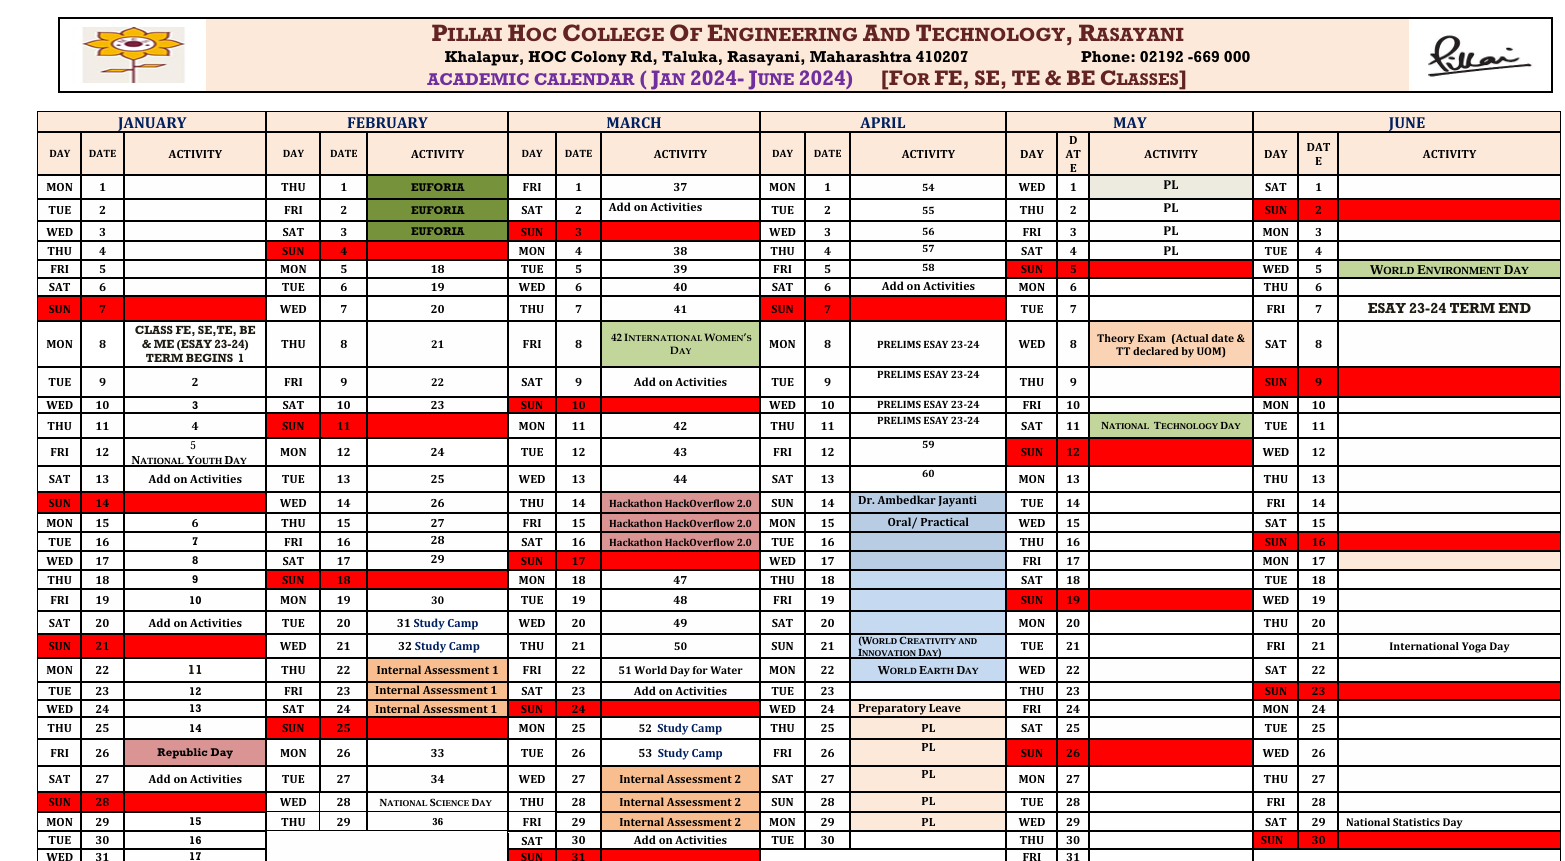 PILLAI HOC COLLEGE OF ENGINEERING AND TECHNOLOGY, RASAYANI
Khalapur, HOC Colony Rd, Taluka, Rasayani, Maharashtra 410207 Phone: 02192 -669 000
ACADEMIC CALENDAR ( JAN 2024- JUNE 2024) [FOR FE, SE, TE & BE CLASSES]
Pillai
JANUARY FEBRUARY MARCH APRIL MAY JUNE
DAY DATE ACTIVITY DAY DATE ACTIVITY DAY DATE ACTIVITY DAY DATE ACTIVITY DAY D AT E ACTIVITY DAY DAT E ACTIVITY
MON 1 THU 1 EUFORIA FRI 1 37 MON 1 54 WED 1 PL SAT 1
TUE 2 FRI 2 EUFORIA SAT 2 Add on Activities TUE 2 55 THU 2 PL SUN 2
WED 3 SAT 3 EUFORIA SUN 3 WED 3 56 FRI 3 PL MON 3
THU 4 SUN 4 MON 4 38 THU 4 57 SAT 4 PL TUE 4
FRI 5 MON 5 18 TUE 5 39 FRI 5 58 SUN 5 WED 5 WORLD ENVIRONMENT DAY
SAT 6 TUE 6 19 WED 6 40 SAT 6 Add on Activities MON 6 THU 6
SUN 7 WED 7 20 THU 7 41 SUN 7 TUE 7 FRI 7 ESAY 23-24 TERM END
MON 8 CLASS FE, SE,TE, BE & ME (ESAY 23-24) TERM BEGINS 1 THU 8 21 FRI 8 42 INTERNATIONAL WOMEN'S DAY MON 8 PRELIMS ESAY 23-24 WED 8 Theory Exam (Actual date & TT declared by UOM) SAT 8
TUE 9 2 FRI 9 22 SAT 9 Add on Activities TUE 9 PRELIMS ESAY 23-24 THU 9 SUN 9
WED 10 3 SAT 10 23 SUN 10 WED 10 PRELIMS ESAY 23-24 FRI 10 MON 10
THU 11 4 SUN 11 MON 11 42 THU 11 PRELIMS ESAY 23-24 SAT 11 NATIONAL TECHNOLOGY DAY TUE 11
FRI 12 5 NATIONAL YOUTH DAY MON 12 24 TUE 12 43 FRI 12 59 SUN 12 WED 12
SAT 13 Add on Activities TUE 13 25 WED 13 44 SAT 13 60 MON 13 THU 13
SUN 14 WED 14 26 THU 14 Hackathon HackOverflow 2.0 SUN 14 Dr. Ambedkar Jayanti TUE 14 FRI 14
MON 15 6 THU 15 27 FRI 15 Hackathon HackOverflow 2.0 MON 15 Oral/ Practical WED 15 SAT 15
TUE 16 7 FRI 16 28 SAT 16 Hackathon HackOverflow 2.0 TUE 16 THU 16 SUN 16
WED 17 8 SAT 17 29 SUN 17 WED 17 FRI 17 MON 17
THU 18 9 SUN 18 MON 18 47 THU 18 SAT 18 TUE 18
FRI 19 10 MON 19 30 TUE 19 48 FRI 19 SUN 19 WED 19
SAT 20 Add on Activities TUE 20 31 Study Camp WED 20 49 SAT 20 MON 20 THU 20
SUN 21 WED 21 32 Study Camp THU 21 50 SUN 21 (WORLD CREATIVITY AND INNOVATION DAY) TUE 21 FRI 21 International Yoga Day
MON 22 11 THU 22 Internal Assessment 1 FRI 22 51 World Day for Water MON 22 WORLD EARTH DAY WED 22 SAT 22
TUE 23 12 FRI 23 Internal Assessment 1 SAT 23 Add on Activities TUE 23 THU 23 SUN 23
WED 24 13 SAT 24 Internal Assessment 1 SUN 24 WED 24 Preparatory Leave FRI 24 MON 24
THU 25 14 SUN 25 MON 25 52 Study Camp THU 25 PL SAT 25 TUE 25
FRI 26 Republic Day MON 26 33 TUE 26 53 Study Camp FRI 26 PL SUN 26 WED 26
SAT 27 Add on Activities TUE 27 34 WED 27 Internal Assessment 2 SAT 27 PL MON 27 THU 27
SUN 28 WED 28 NATIONAL SCIENCE DAY THU 28 Internal Assessment 2 SUN 28 PL TUE 28 FRI 28
MON 29 15 THU 29 36 FRI 29 Internal Assessment 2 MON 29 PL WED 29 SAT 29 National Statistics Day
TUE 30 16 SAT 30 Add on Activities TUE 30 THU 30 SUN 30
WED 31 17 SUN 31 FRI 31